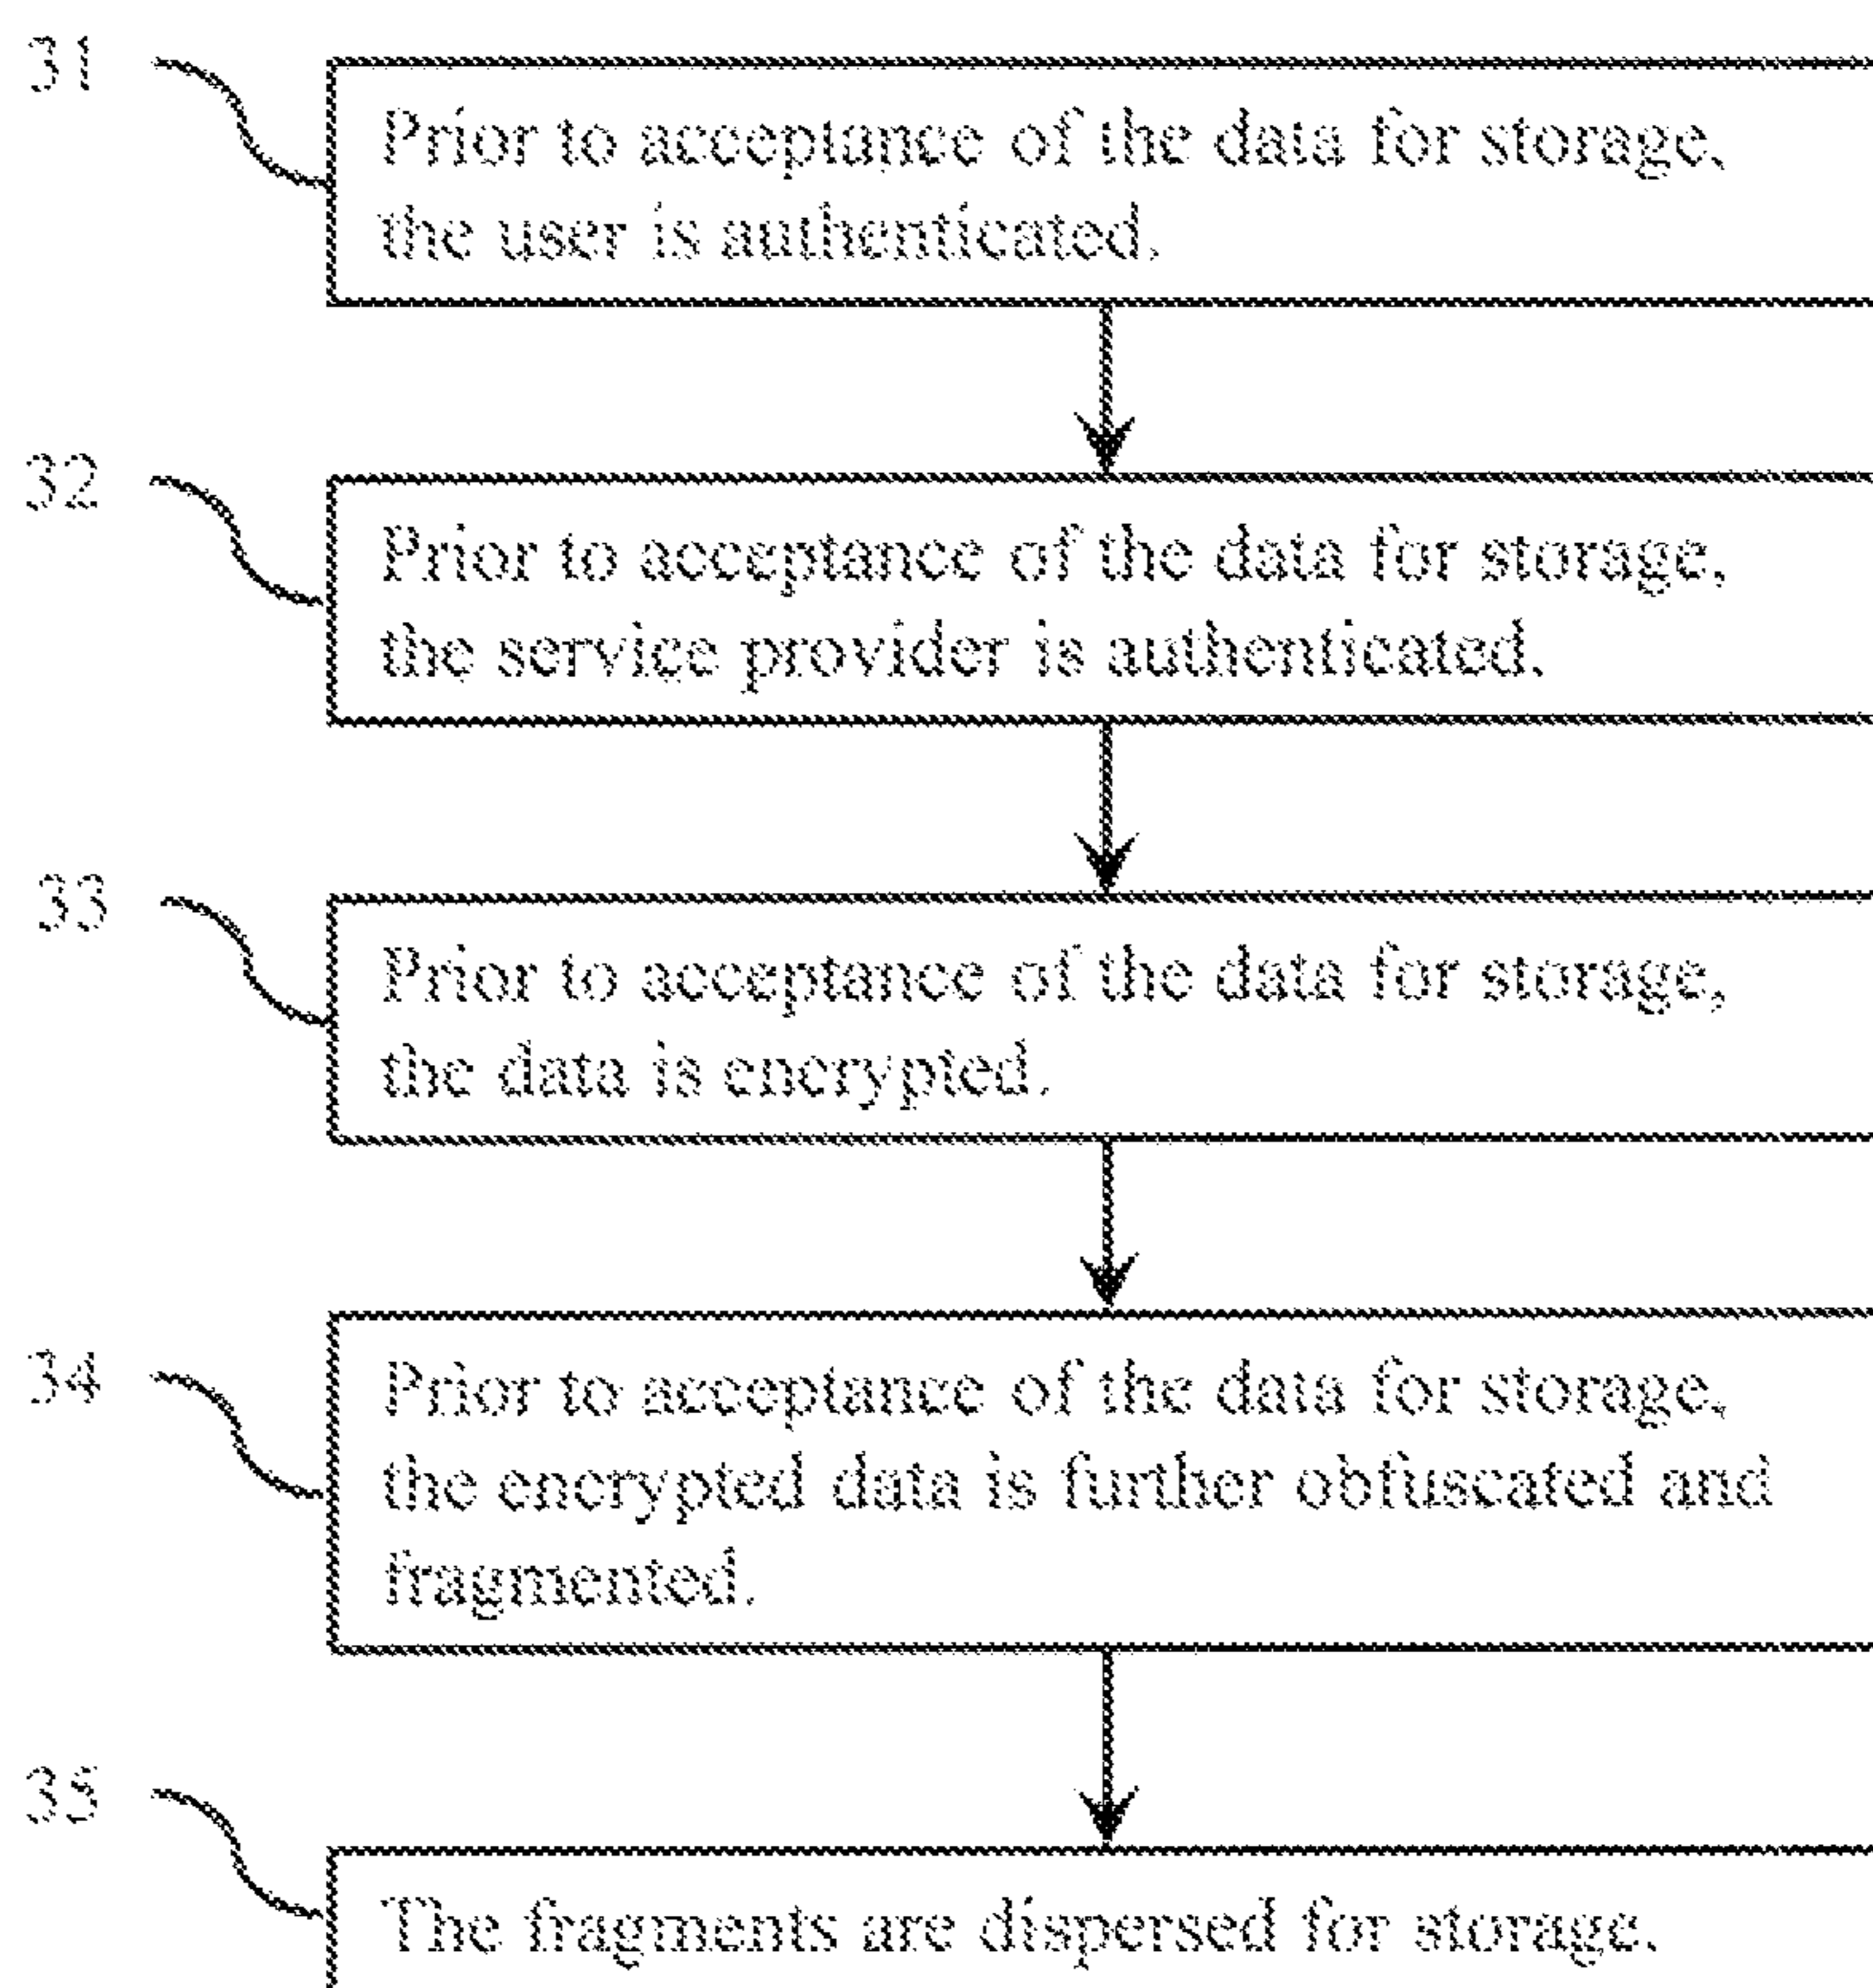 31
Prior to acceptance of the data for storage,
the user is authenticated.
32
Prior to acceptance of the data for storage,
the service provider is authenticated.
33
Prior to acceptance of the data for storage,
the data is encrypted.
34
Prior to acceptance of the data for storage,
the encrypted data is further obfuscated and
fragmented.
35
The fragments are dispersed for storage.